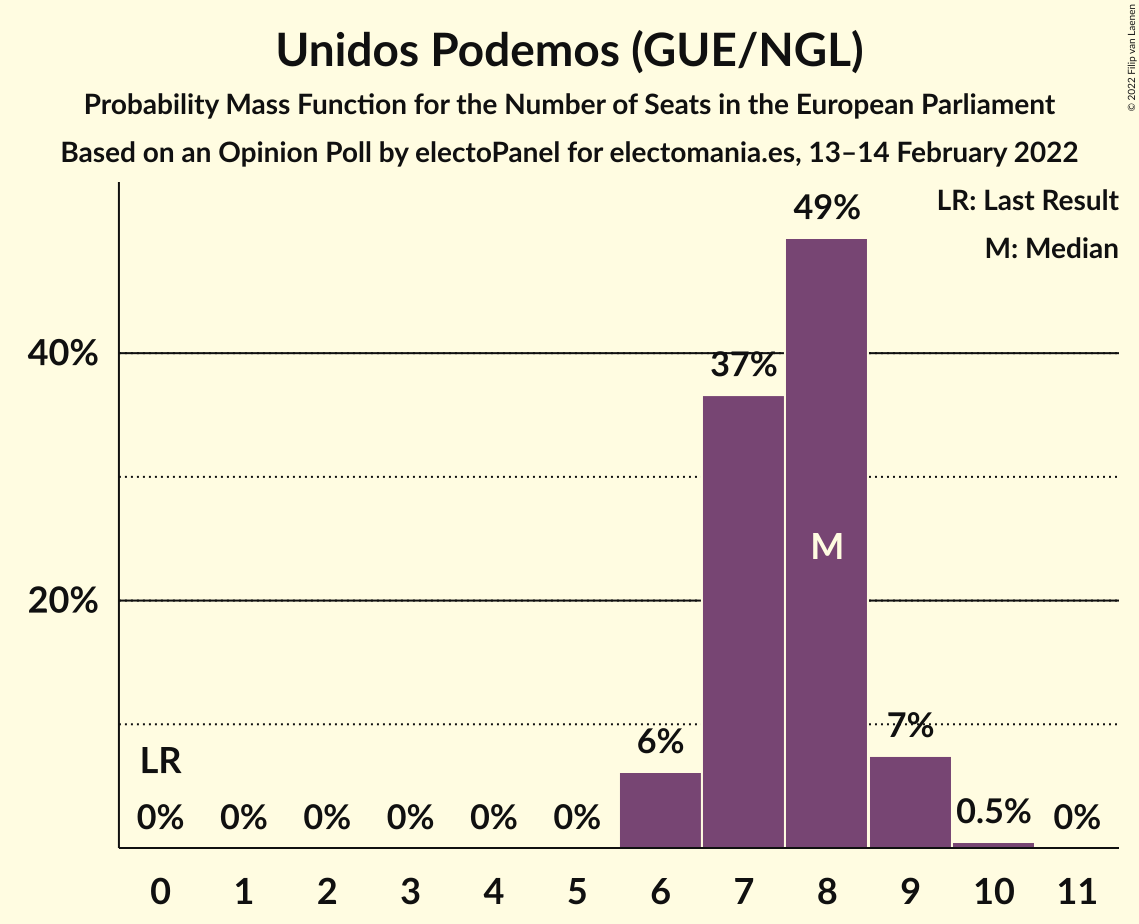 Unidos Podemos (GUE/NGL)
Probability Mass Function for the Number of Seats in the European Parliament
Based on an Opinion Poll by electoPanel for electomania.es, 13–14 February 2022
© 2022 Filip van Laenen
LR: Last Result
M: Median
49%
40%
37%
M
20%
7%
6%
LR
0% 0% 0% 0% 0% 0% 0.5% 0%
0 1 2 3 4 5 6 7 8 9 10 11